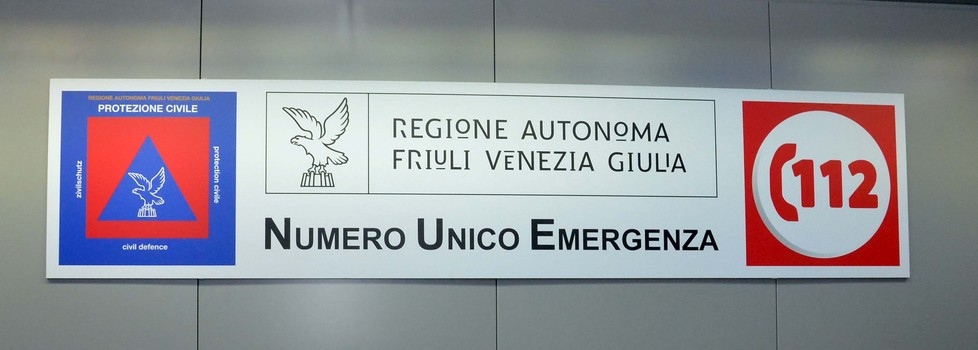 REGIONE AUTONOMA FRIULI VENEZIA GIULIA
PROTEZIONE CIVILE
zivilschutz
protection civile
civil defence
REGIONE AUTONOMA
FRIULI VENEZIA GIULIA
NUMERO UNICO EMERGENZA
112